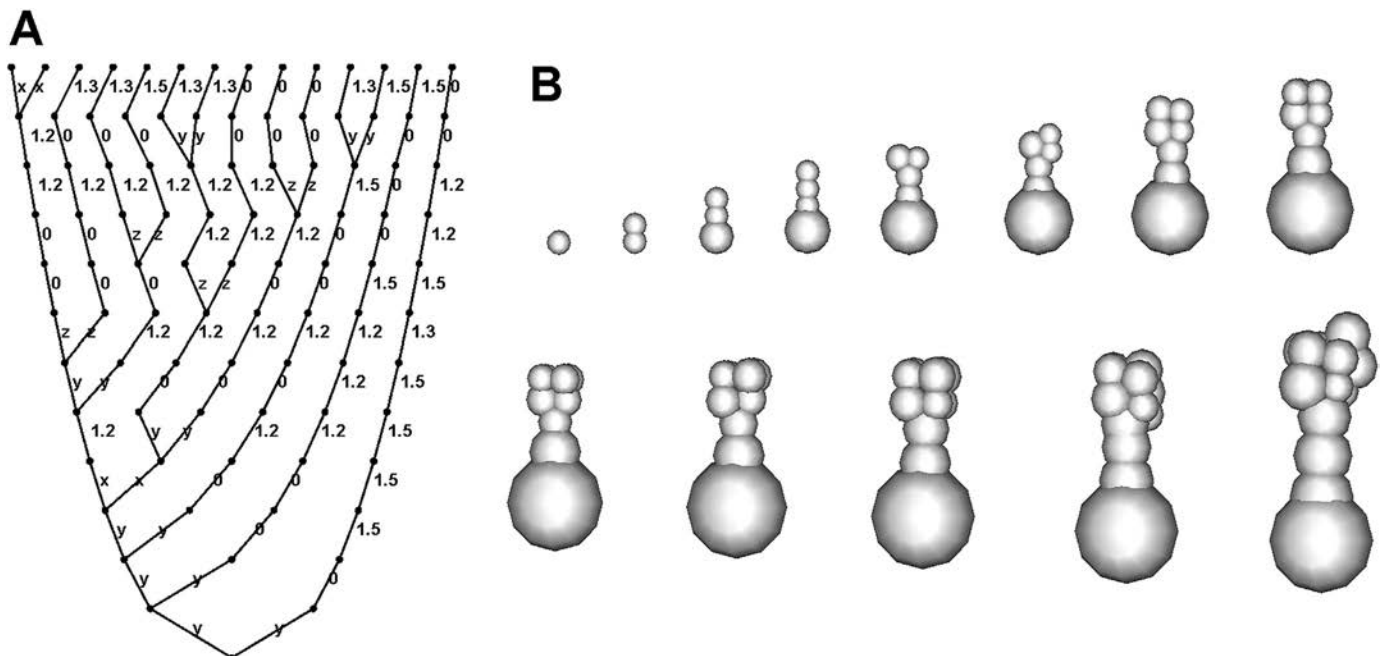 A
x x 1.3 1.3 1.5 1.3 1.3 0 0 0 1.3 1.5 1.5 0
B
1.2 0 0 0 y y 0 0 0 y y 0 0
1.2 1.2 1.2 1.2 1.2 1.2 z z 1.5 0 1.2
0 0 z z 1.2 1.2 1.2 0 0 1.2
0 0 0 z z 0 0 1.5 1.5
z z 1.2 1.2 1.2 1.2 1.2 1.3
y y 0 0 0 1.2 1.5
1.2 y y 1.2 1.2 1.5
x x 0 0 1.5
y y 0 1.5
y y 0
y y